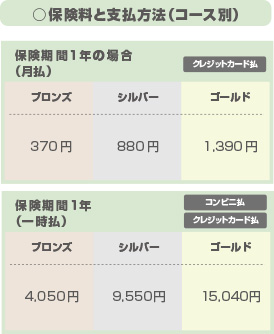 ○保険料と支払方法（コース別）
保険期間1年の場合
（月払）
クレジットカード払
ブロンズ シルバー ゴールド
370円 880円 1,390円
保険期間1年
（一時払）
コンビニ払
クレジットカード払
ブロンズ シルバー ゴールド
4,050円 9,550円 15,040円